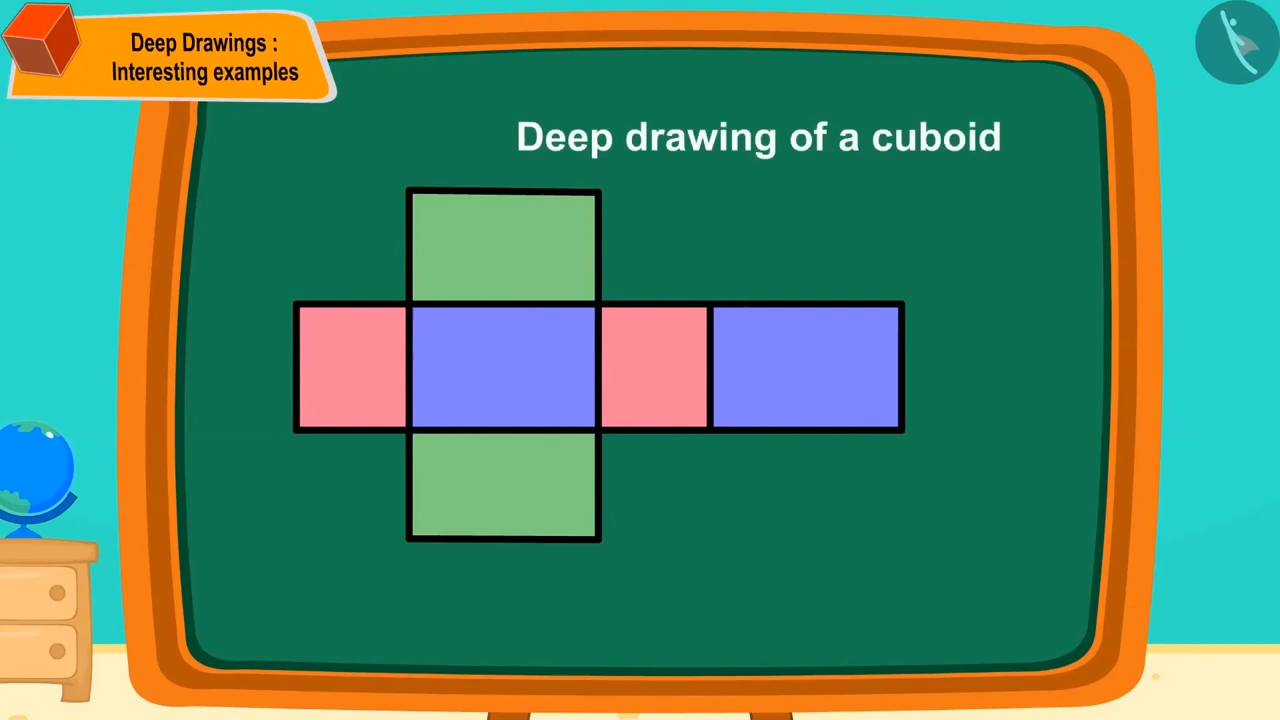 Deep Drawings :
Interesting examples
Deep drawing of a cuboid